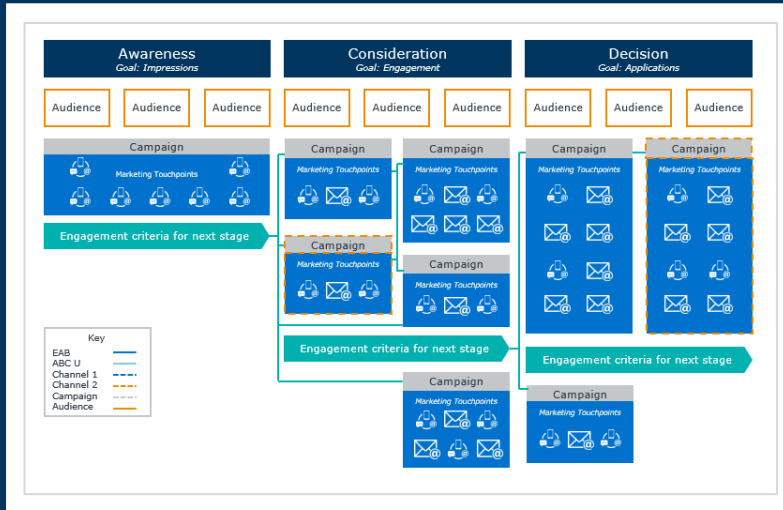 Awareness
Goal: Impressions
Consideration
Goal: Engagement
Decision
Goal: Applications
Audience
Audience
Audience
Audience
Audience
Audience
Audience
Audience
Audience
Campaign
Marketing Touchpoints
Engagement criteria for next stage
Campaign
Marketing Touchpoints
Campaign
Marketing Touchpoints
Campaign
Marketing Touchpoints
Campaign
Marketing Touchpoints
Engagement criteria for next stage
Campaign
Marketing Touchpoints
Campaign
Marketing Touchpoints
Campaign
Marketing Touchpoints
Engagement criteria for next stage
Campaign
Marketing Touchpoints
Key
EAB
ABC U
Channel 1
Channel 2
Campaign
Audience